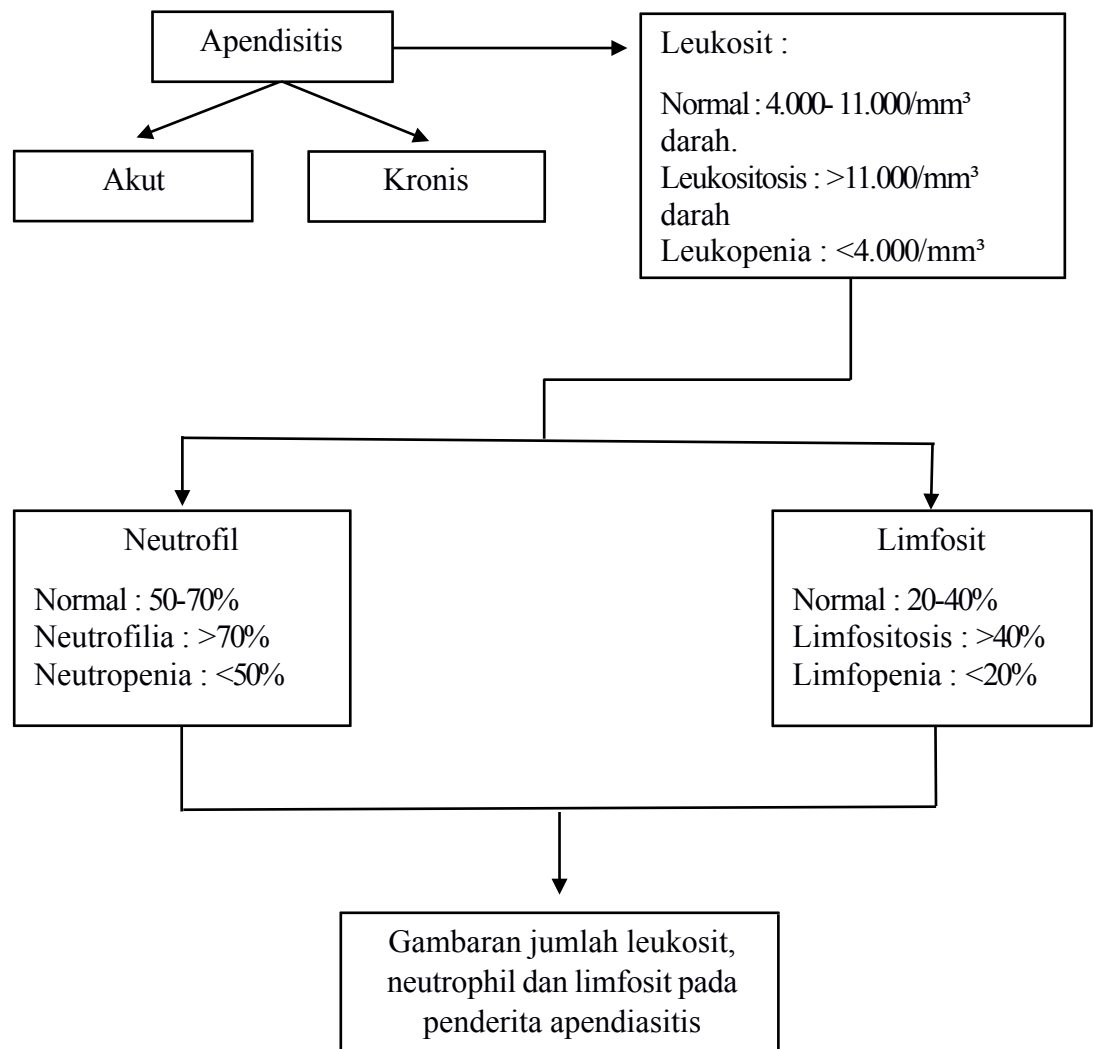 Apendisitis
Leukosit :
Normal : 4.000- 11.000/mm³
darah.
Leukositosis : >11.000/mm³
darah
Leukopenia : <4.000/mm³
Akut
Kronis
Neutrofil
Normal : 50-70%
Neutrofilia : >70%
Neutropenia : <50%
Limfosit
Normal : 20-40%
Limfositosis : >40%
Limfopenia : <20%
Gambaran jumlah leukosit,
neutrophil dan limfosit pada
penderita apendiasitis